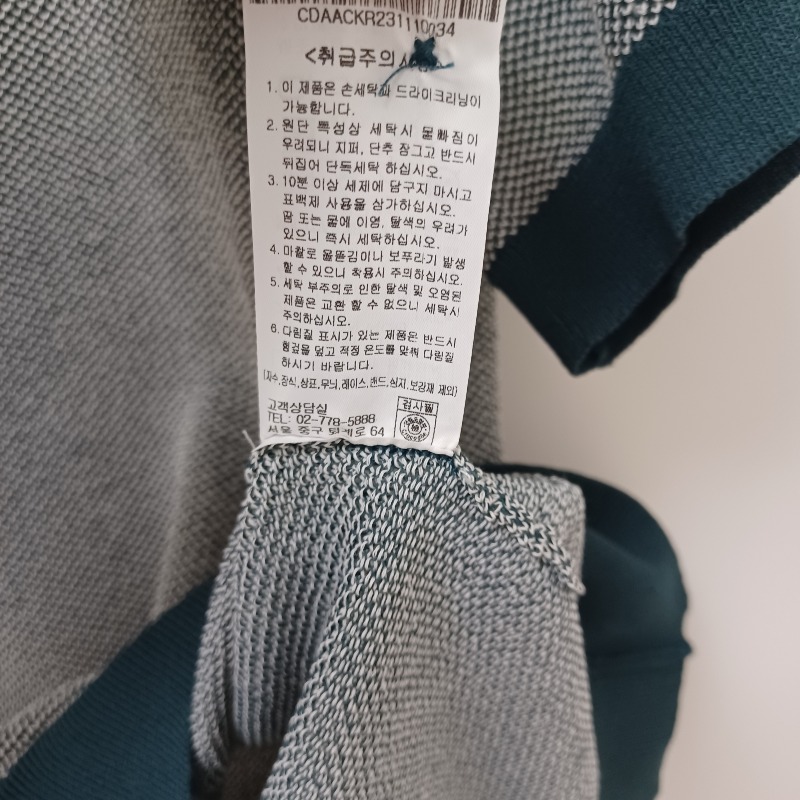 CDAACKR231110034
<취급주의사항>
1. 이 제품은 손세탁과 드라이크리닝이
가능합니다.
2. 원단 특성상 세탁시 물빠짐이
우려되니 지퍼, 단추 장그고 반드시
뒤집어 단독세탁 하십시오.
3. 10분 이상 세제에 담구지 마시고
표백제 사용을 삼가하십시오.
땀 또는 물에 이염, 탈색의 우려가
있으니 즉시 세탁하십시오.
4. 마찰로 올뜯김이나 보푸라기 발생
할 수 있으니 착용시 주의하십시오.
5. 세탁 부주의로 인한 탈색 및 오염된
제품은 교환 할 수 없으니 세탁시
주의하십시오.
6. 다림질 표시가 있는 제품은 반드시
헝겊을 덮고 적정 온도를 맞춰 다림질
하시기 바랍니다.
(자수,장식,상표,무늬,레이스,밴드,심지,보강재 제외)
고객상담실
검사필
TEL: 02-778-5888
서울 중구 퇴계로 64